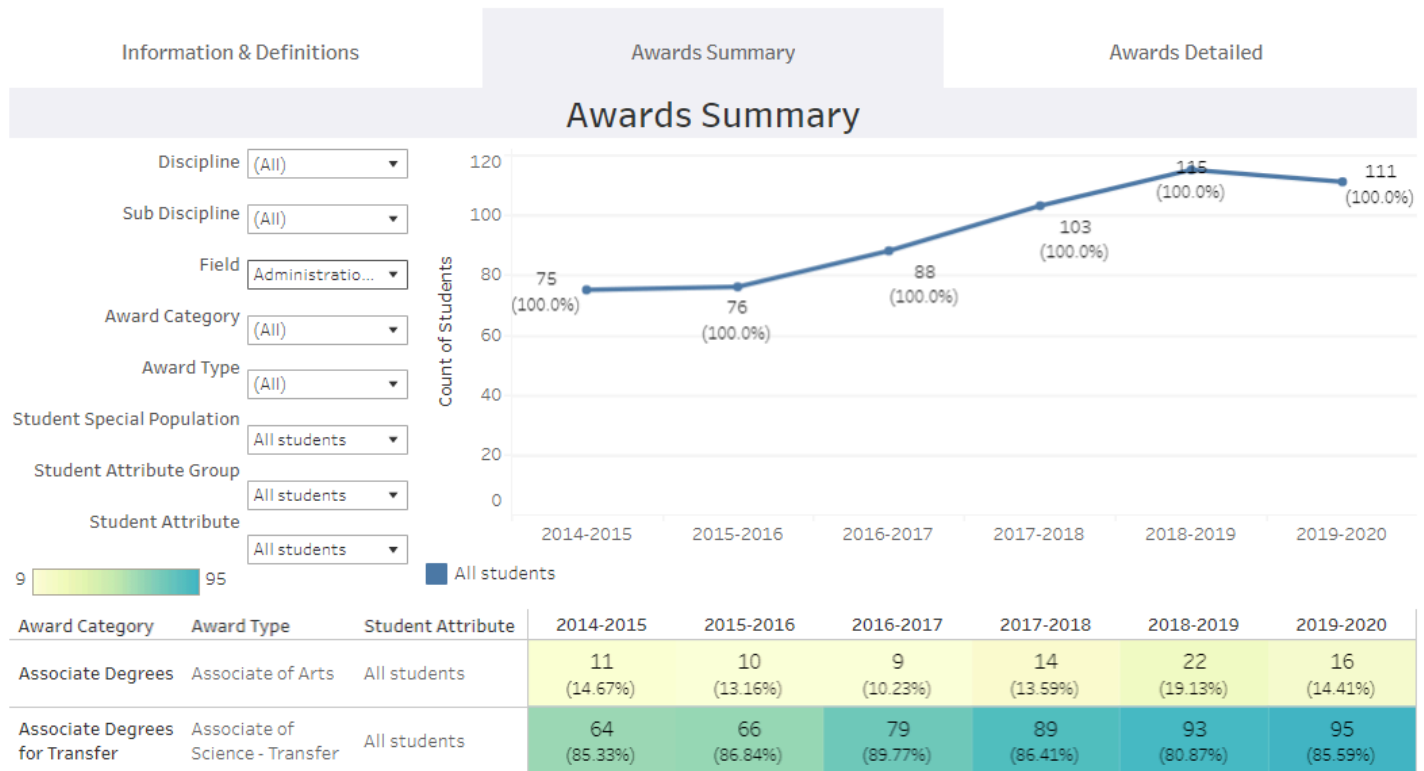 Information & Definitions
Awards Summary
Awards Detailed
Awards Summary
Discipline (All)
Sub Discipline (All)
Field Administratio...
Award Category (All)
Award Type (All)
Student Special Population
All students
Student Attribute Group
All students
Student Attribute
All students
9 95
Count of Students
120
100
80
60
40
20
0
75
(100.0%)
76
(100.0%)
88
(100.0%)
103
(100.0%)
115
(100.0%)
111
(100.0%)
2014-2015 2015-2016 2016-2017 2017-2018 2018-2019 2019-2020
All students
Award Category Award Type Student Attribute 2014-2015 2015-2016 2016-2017 2017-2018 2018-2019 2019-2020
Associate Degrees Associate of Arts All students
11 10 9 14 22 16
(14.67%) (13.16%) (10.23%) (13.59%) (19.13%) (14.41%)
Associate Degrees
for Transfer
Associate of
Science - Transfer
All students
64 66 79 89 93 95
(85.33%) (86.84%) (89.77%) (86.41%) (80.87%) (85.59%)